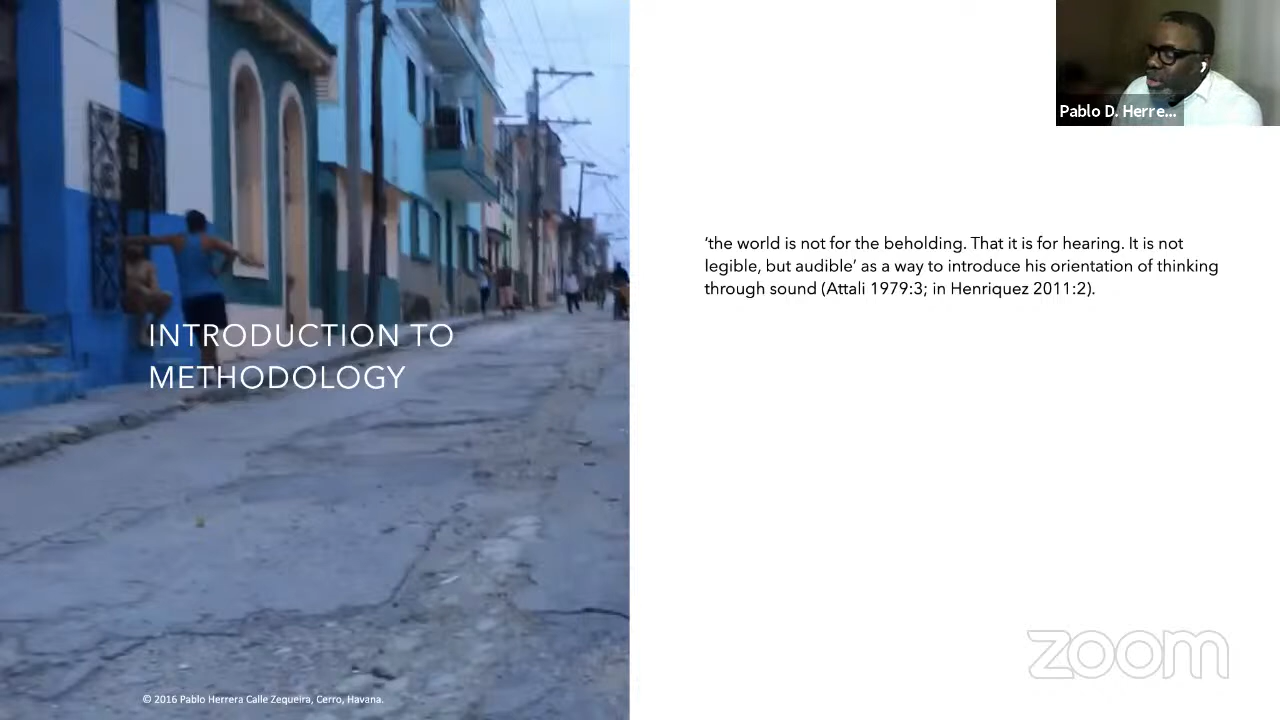 Pablo D. Herre...
'the world is not for the beholding. That it is for hearing. It is not
legible, but audible' as a way to introduce his orientation of thinking
through sound (Attali 1979:3; in Henriquez 2011:2).
INTRODUCTION TO
METHODOLOGY
© 2016 Pablo Herrera Calle Zequeira, Cerro, Havana.
zoom